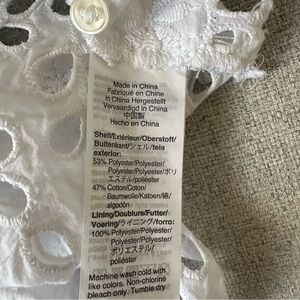 Made in China
Fabriqué en Chine
in China Hergestellt
Vervaardigd in China
中国製
Hecho en China
Shell/Extérieur/Oberstoff/
Buitenkant/シェル/tela
exterior:
53% Polyester/Polyester/
Polyester/Polyester/ポリ
エステル/poliéster
47% Cotton/Coton/
Baumwolle/Katoen/綿/
algodón
Lining/Doublure/Futter/
Voering/ライニング/forro:
100% Polyester/Polyester/
Polyester/Polyester/ポリ
エステル/
poliéster
Machine wash cold with
like colors. Non-chlorine
bleach only. Tumble dry